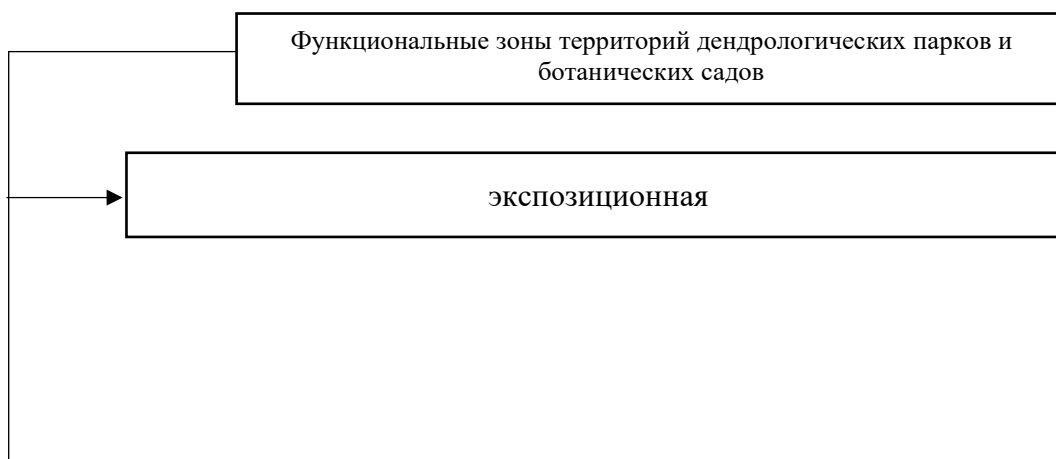 Функциональные зоны территорий дендрологических парков и
ботанических садов
экспозиционная